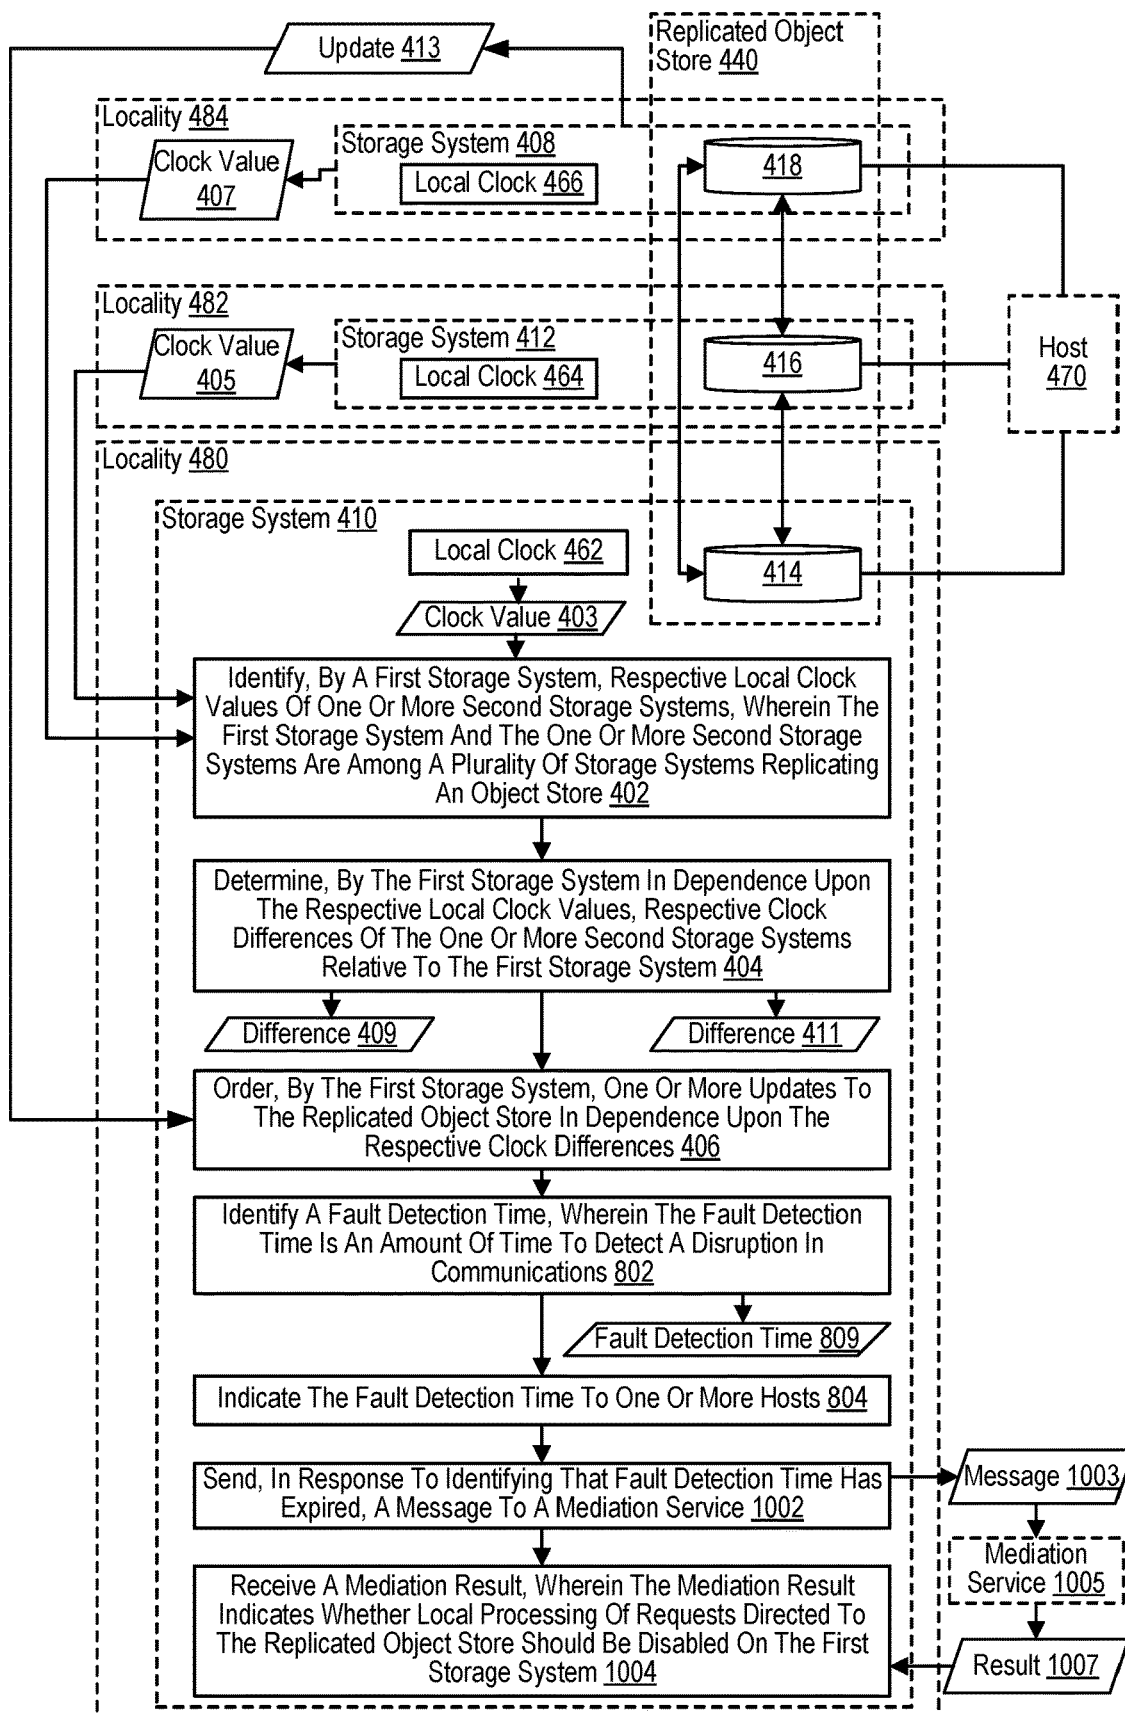 Update 413
Replicated Object
Store 440
Locality 484
Storage System 408
Clock Value
407
Local Clock 466
418
Locality 482
Storage System 412
Clock Value
405
Local Clock 464
416
Host
470
Locality 480
Storage System 410
Local Clock 462
414
Clock Value 403
Identify, By A First Storage System, Respective Local Clock
Values Of One Or More Second Storage Systems, Wherein The
First Storage System And The One Or More Second Storage
Systems Are Among A Plurality Of Storage Systems Replicating
An Object Store 402
Determine, By The First Storage System In Dependence Upon
The Respective Local Clock Values, Respective Clock
Differences Of The One Or More Second Storage Systems
Relative To The First Storage System 404
Difference 409
Difference 411
Order, By The First Storage System, One Or More Updates To
The Replicated Object Store In Dependence Upon The
Respective Clock Differences 406
Identify A Fault Detection Time, Wherein The Fault Detection
Time Is An Amount Of Time To Detect A Disruption In
Communications 802
Fault Detection Time 809
Indicate The Fault Detection Time To One Or More Hosts 804
Send, In Response To Identifying That Fault Detection Time Has
Expired, A Message To A Mediation Service 1002
Message 1003
Mediation
Service 1005
Receive A Mediation Result, Wherein The Mediation Result
Indicates Whether Local Processing Of Requests Directed To
The Replicated Object Store Should Be Disabled On The First
Storage System 1004
Result 1007